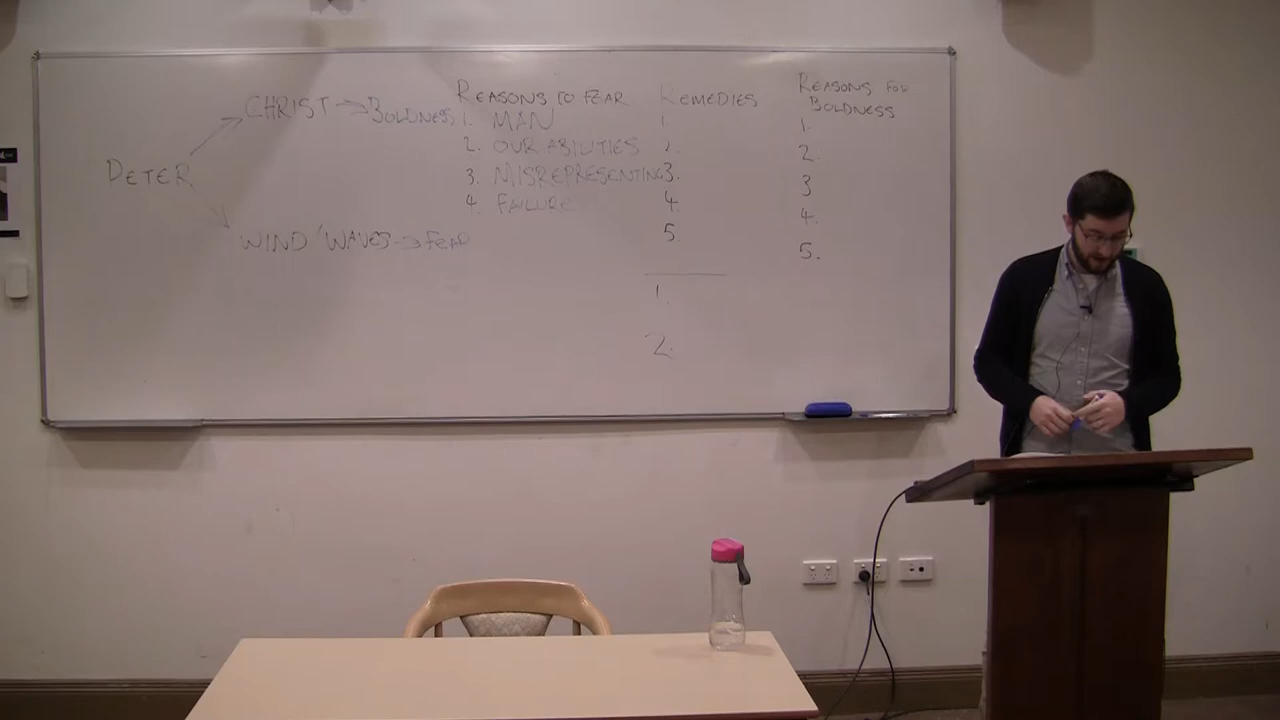 PETER
CHRIST → BOLDNESS
WIND WAVES → FEAR
REASONS TO FEAR
1. MAN
2. OUR ABILITIES
3. MISREPRESENTING
4. FAILURE
REMEDIES
1.
2.
3.
4.
5.
1.
2.
REASONS FOR
BOLDNESS
1.
2.
3
4.
5.